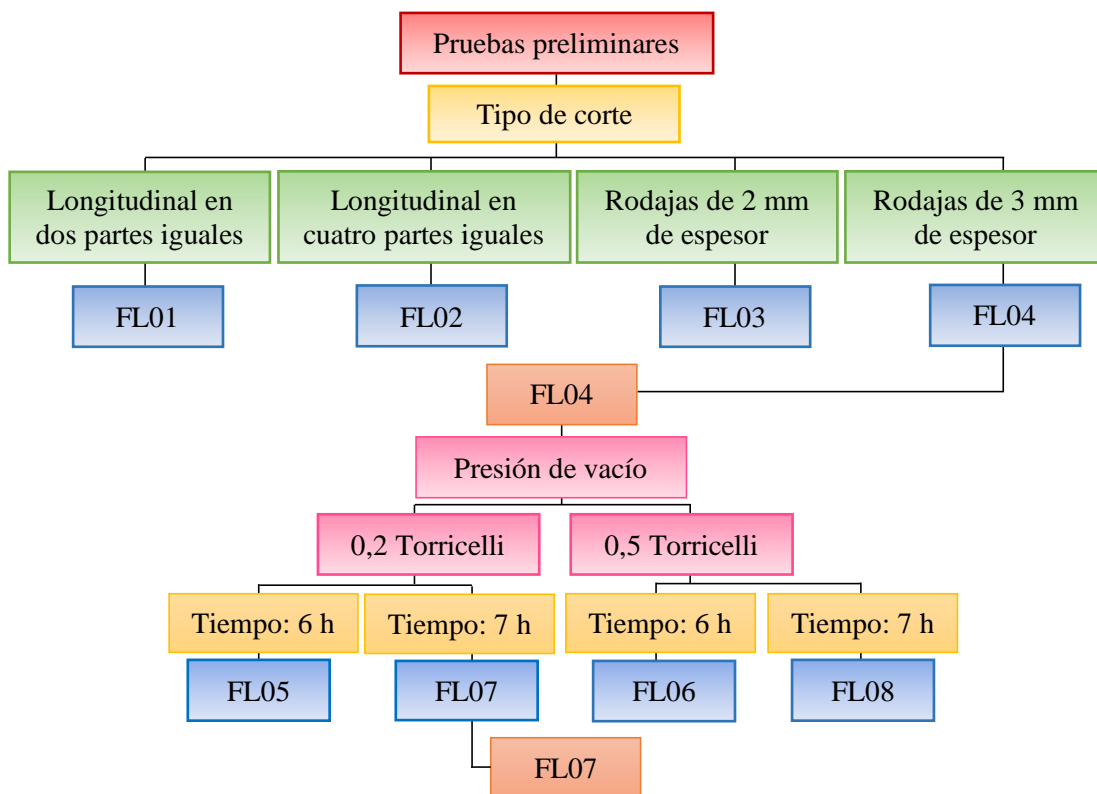 Pruebas preliminares
Tipo de corte
Longitudinal en
dos partes iguales
Longitudinal en
cuatro partes iguales
Rodajas de 2 mm
de espesor
Rodajas de 3 mm
de espesor
FL01
FL02
FL03
FL04
FL04
Presión de vacío
0,2 Torricelli
0,5 Torricelli
Tiempo: 6 h
Tiempo: 7 h
Tiempo: 6 h
Tiempo: 7 h
FL05
FL07
FL06
FL08
FL07